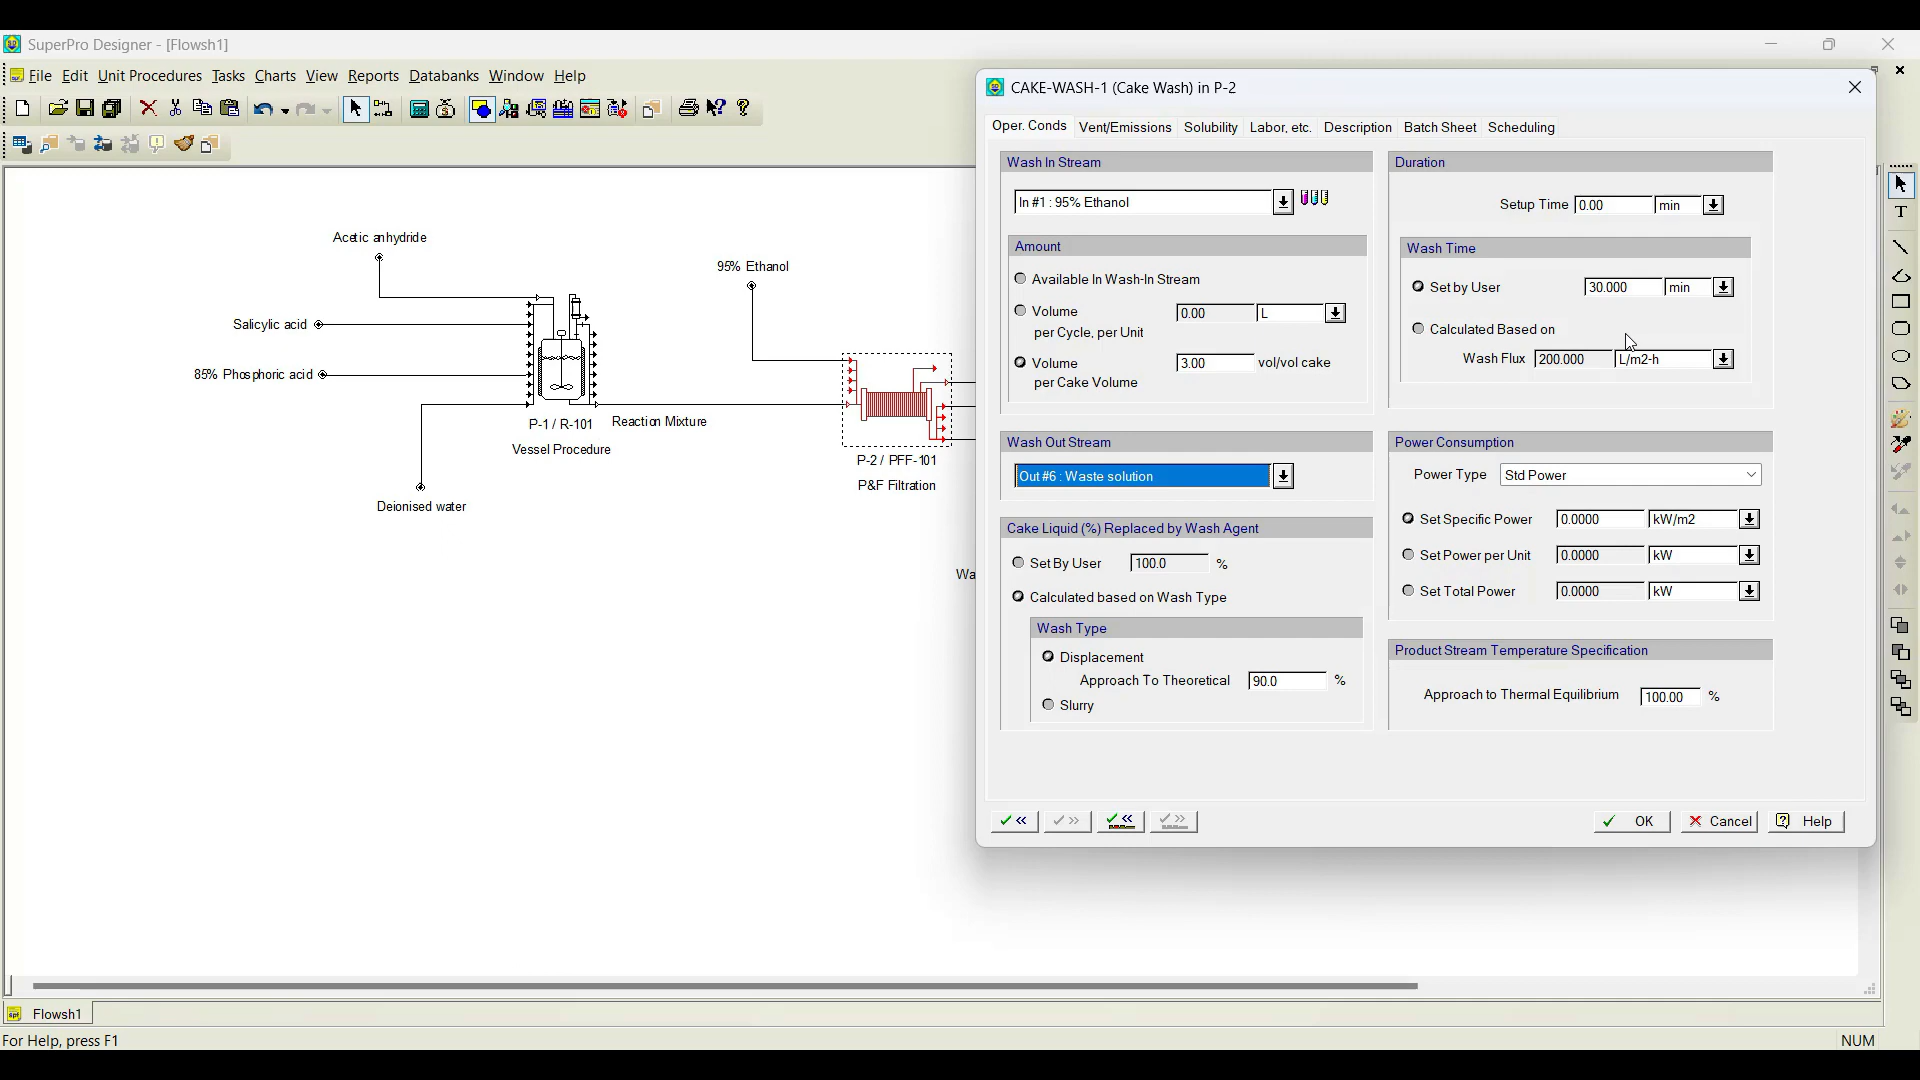 SuperPro Designer - [Flowsh1]
File Edit Unit Procedures Tasks Charts View Reports Databanks Window Help
Acetic anhydride
Salicylic acid
85% Phosphoric acid
Deionised water
P-1 / R-101
Vessel Procedure
Reaction Mixture
95% Ethanol
P-2 / PFF-101
P&F Filtration
Wa
CAKE-WASH-1 (Cake Wash) in P-2
Oper. Conds Vent/Emissions Solubility Labor, etc. Description Batch Sheet Scheduling
Wash In Stream
In #1 : 95% Ethanol
Amount
Available In Wash-In Stream
Volume 0.00 L
per Cycle, per Unit
Volume 3.00 vol/vol cake
per Cake Volume
Wash Out Stream
Out #6 : Waste solution
Cake Liquid (%) Replaced by Wash Agent
Set By User 100.0 %
Calculated based on Wash Type
Wash Type
Displacement
Approach To Theoretical 90.0 %
Slurry
Duration
Setup Time 0.00 min
Wash Time
Set by User 30.000 min
Calculated Based on
Wash Flux 200.000 L/m2-h
Power Consumption
Power Type Std Power
Set Specific Power 0.0000 kW/m2
Set Power per Unit 0.0000 kW
Set Total Power 0.0000 kW
Product Stream Temperature Specification
Approach to Thermal Equilibrium 100.00 %
OK Cancel Help
Flowsh1
For Help, press F1
NUM